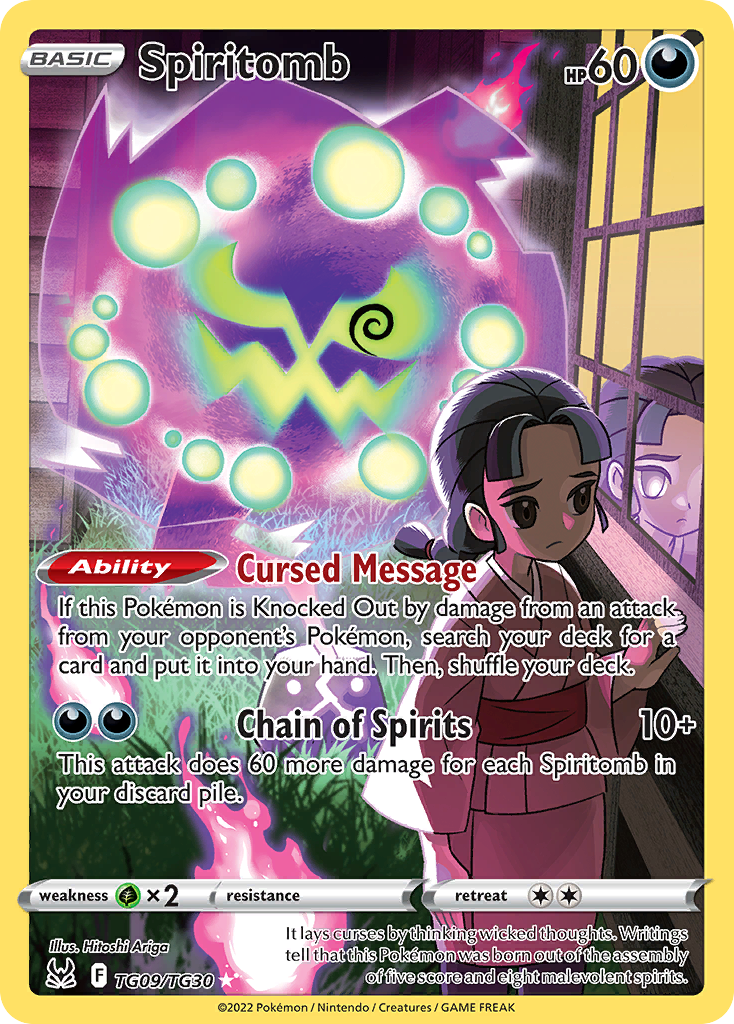 BASIC Spiritomb HP60
Ability Cursed Message
If this Pokémon is Knocked Out by damage from an attack
from your opponent's Pokémon, search your deck for a
card and put it into your hand. Then, shuffle your deck.
Chain of Spirits 10+
This attack does 60 more damage for each Spiritomb in
your discard pile.
weakness ×2 resistance retreat
It lays curses by thinking wicked thoughts. Writings
tell that this Pokémon was born out of the assembly
of five score and eight malevolent spirits.
Illus. Hitoshi Ariga
F TG09/TG30
©2022 Pokémon / Nintendo / Creatures / GAME FREAK